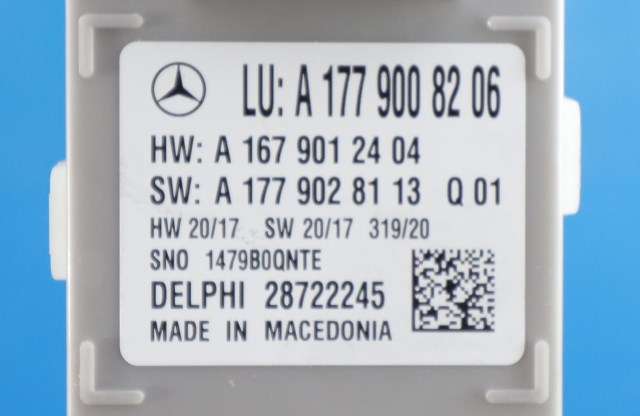 LU: A 177 900 82 06
HW: A 167 901 24 04
SW: A 177 902 81 13 Q 01
HW 20/17 SW 20/17 319/20
SNO 1479B0QNTE
DELPHI 28722245
MADE IN MACEDONIA